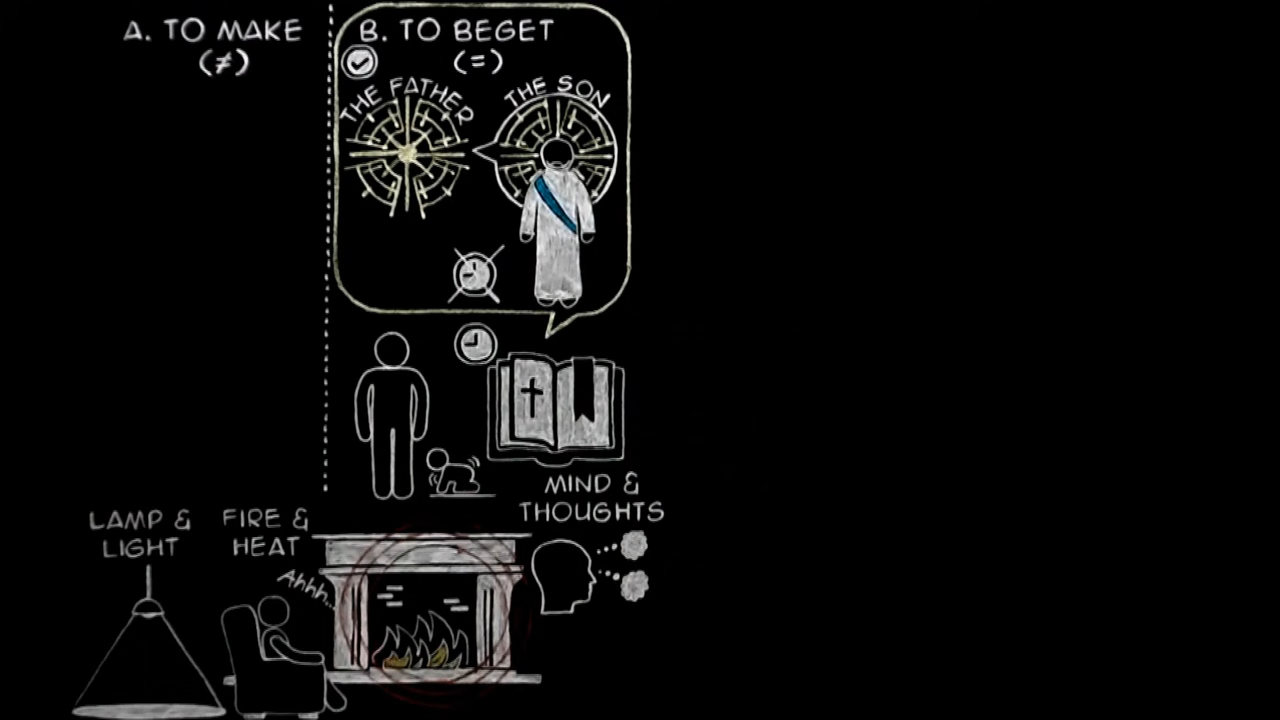 A. TO MAKE
(≠)
B. TO BEGET
(=)
THE FATHER
THE SON
MIND &
THOUGHTS
LAMP &
LIGHT
FIRE &
HEAT
Ahhh...